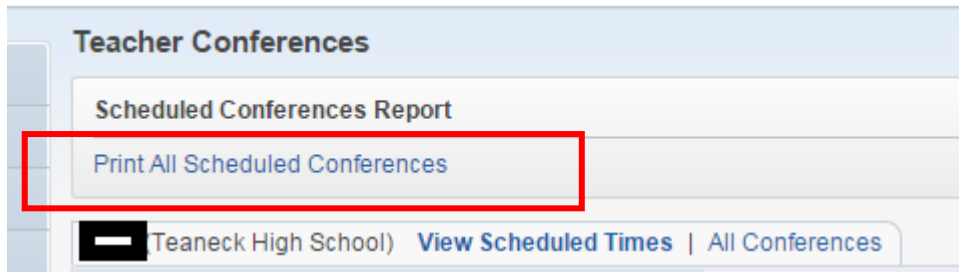 Teacher Conferences
Scheduled Conferences Report
Print All Scheduled Conferences
(Teaneck High School) View Scheduled Times | All Conferences